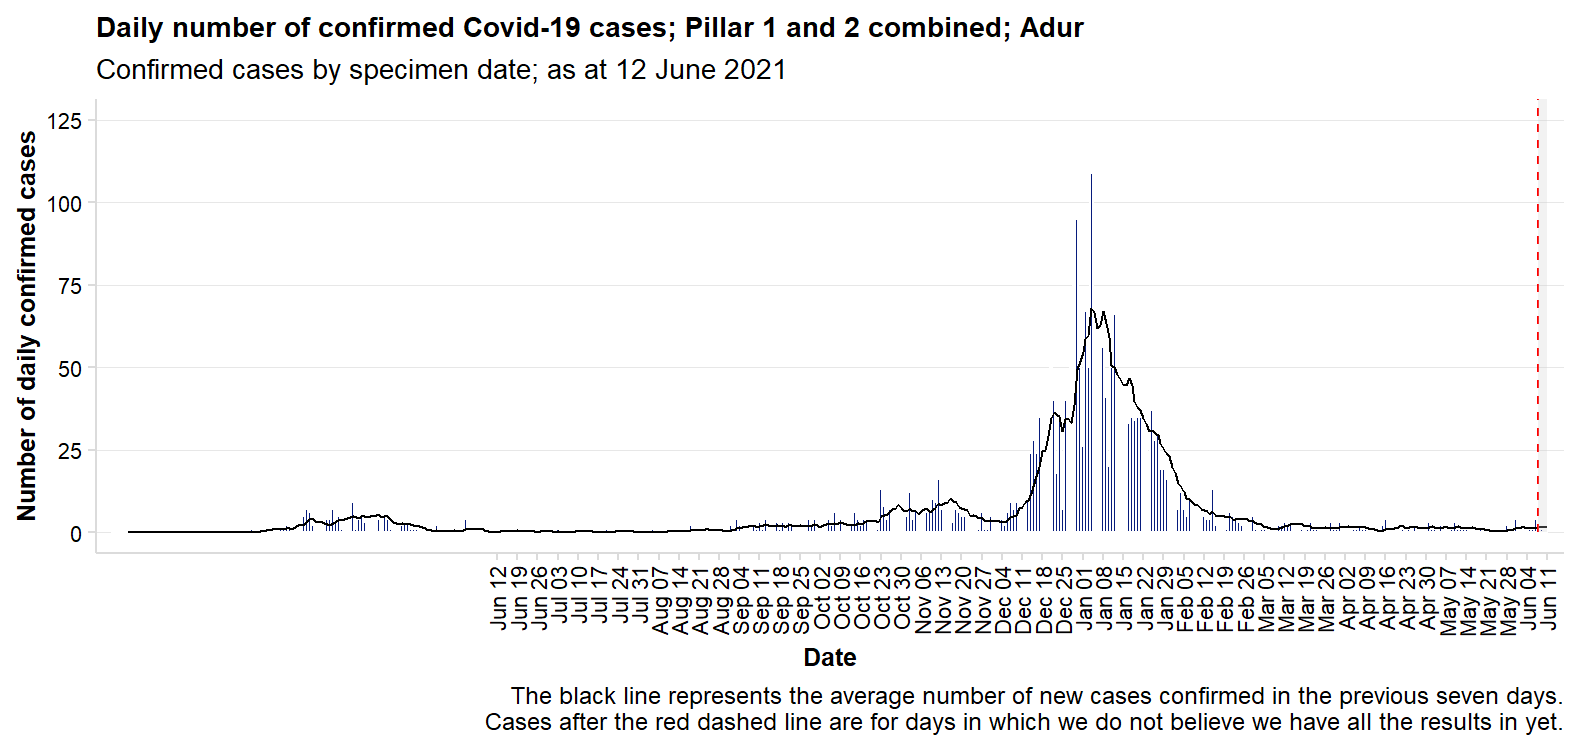 Daily number of confirmed Covid-19 cases; Pillar 1 and 2 combined; Adur
Confirmed cases by specimen date; as at 12 June 2021
Number of daily confirmed cases
125
100
75
50
25
0
Jun 12
Jun 19
Jun 26
Jul 03
Jul 10
Jul 17
Jul 24
Jul 31
Aug 07
Aug 14
Aug 21
Aug 28
Sep 04
Sep 11
Sep 18
Sep 25
Oct 02
Oct 09
Oct 16
Oct 23
Oct 30
Nov 06
Nov 13
Nov 20
Nov 27
Dec 04
Dec 11
Dec 18
Dec 25
Jan 01
Jan 08
Jan 15
Jan 22
Jan 29
Feb 05
Feb 12
Feb 19
Feb 26
Mar 05
Mar 12
Mar 19
Mar 26
Apr 02
Apr 09
Apr 16
Apr 23
Apr 30
May 07
May 14
May 21
May 28
Jun 04
Jun 11
Date
The black line represents the average number of new cases confirmed in the previous seven days.
Cases after the red dashed line are for days in which we do not believe we have all the results in yet.